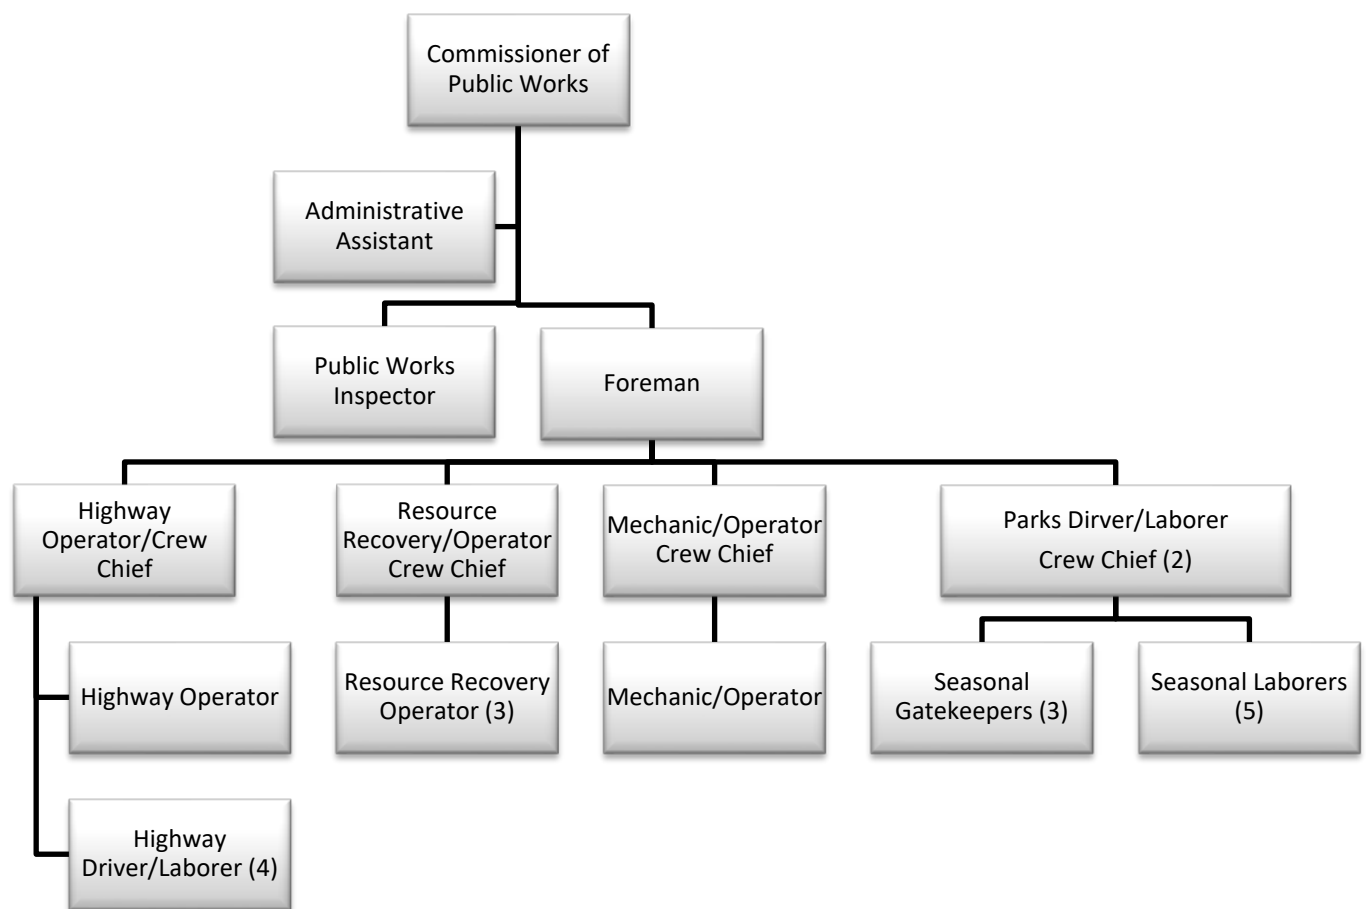 Commissioner of
Public Works
Administrative
Assistant
Public Works
Inspector
Foreman
Highway
Operator/Crew
Chief
Resource
Recovery/Operator
Crew Chief
Mechanic/Operator
Crew Chief
Parks Dirver/Laborer
Crew Chief (2)
Highway Operator
Resource Recovery
Operator (3)
Mechanic/Operator
Seasonal
Gatekeepers (3)
Seasonal Laborers
(5)
Highway
Driver/Laborer (4)